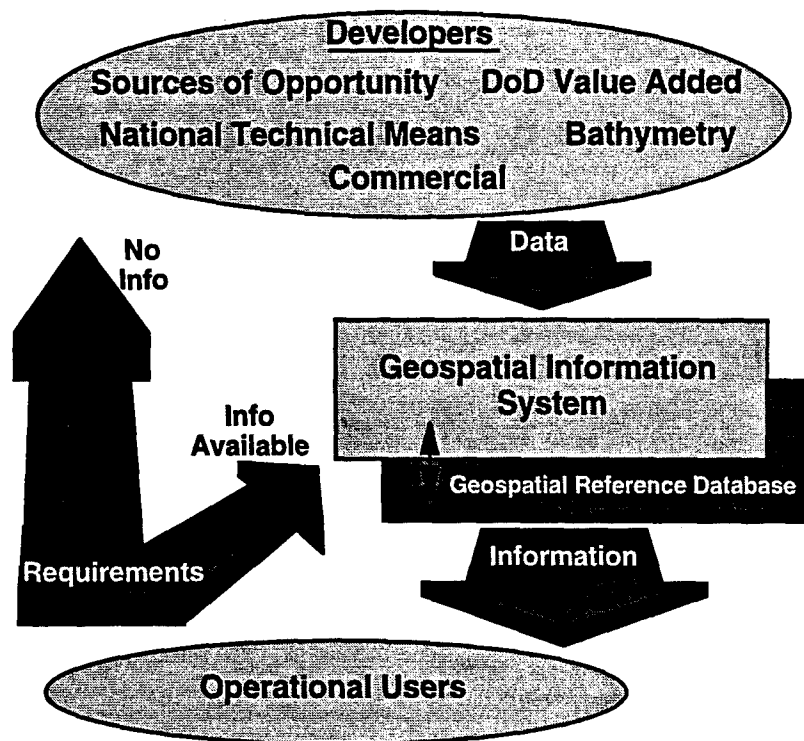 Developers
Sources of Opportunity DoD Value Added
National Technical Means Bathymetry
Commercial
No
Info
Data
Geospatial Information
System
Info
Available
Geospatial Reference Database
Requirements
Information
Operational Users